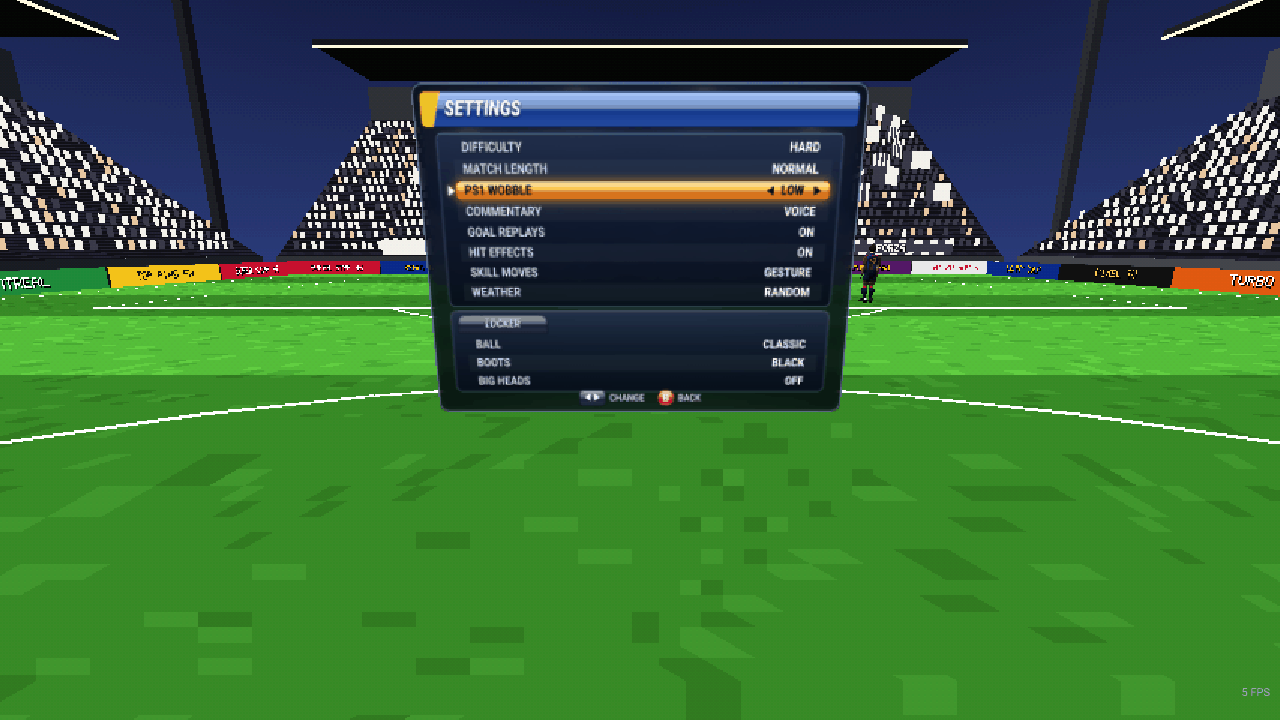 SETTINGS
DIFFICULTY HARD
MATCH LENGTH NORMAL
PS1 WOBBLE LOW
COMMENTARY VOICE
GOAL REPLAYS ON
HIT EFFECTS ON
SKILL MOVES GESTURE
WEATHER RANDOM
TURBO
LOCKER
BALL CLASSIC
BOOTS BLACK
BIG HEADS OFF
CHANGE B BACK
5 FPS